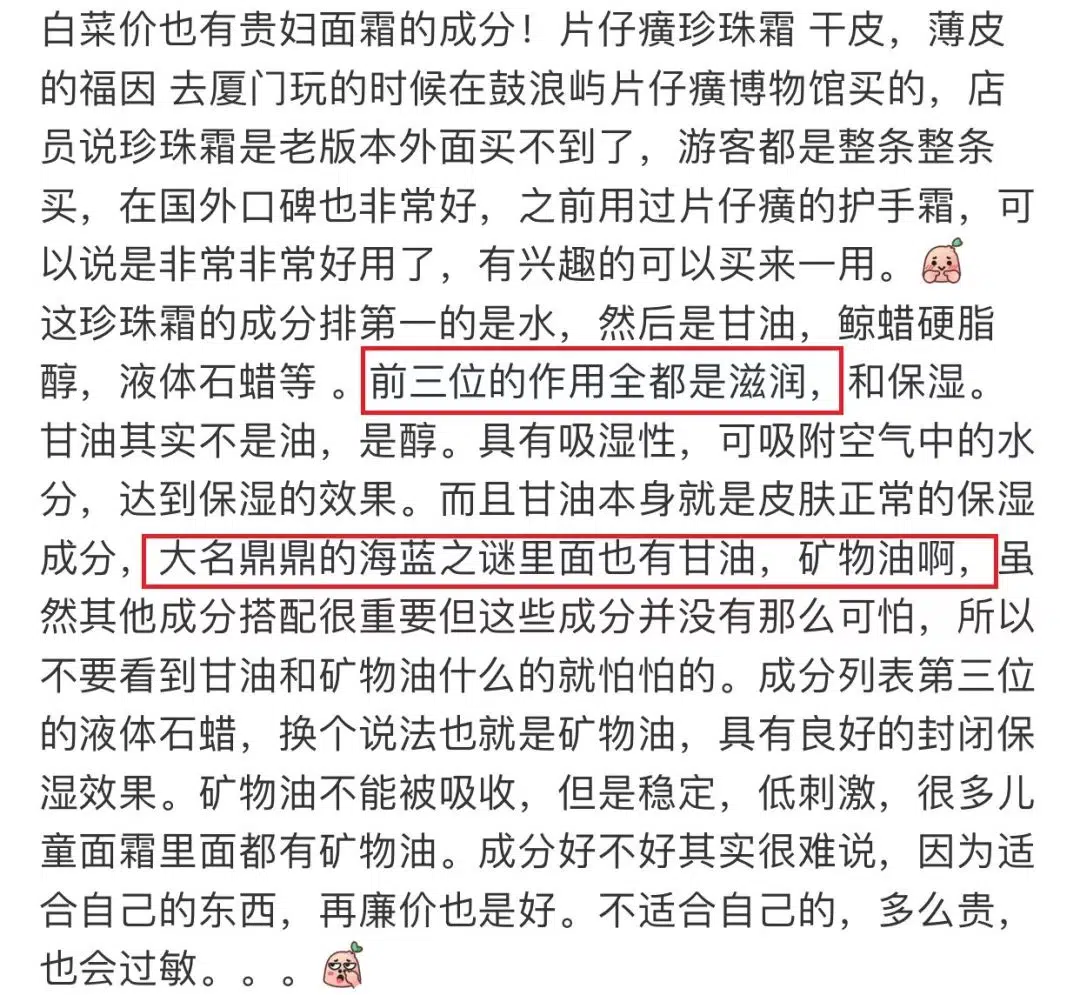 白菜价也有贵妇面霜的成分！片仔癀珍珠霜 干皮，薄皮
的福因 去厦门玩的时候在鼓浪屿片仔癀博物馆买的，店
员说珍珠霜是老版本外面买不到了，游客都是整条整条
买，在国外口碑也非常好，之前用过片仔癀的护手霜，可
以说是非常非常好用了，有兴趣的可以买来一用。
这珍珠霜的成分排第一的是水，然后是甘油，鲸蜡硬脂
醇，液体石蜡等 。前三位的作用全都是滋润，和保湿。
甘油其实不是油，是醇。具有吸湿性，可吸附空气中的水
分，达到保湿的效果。而且甘油本身就是皮肤正常的保湿
成分，大名鼎鼎的海蓝之谜里面也有甘油，矿物油啊，虽
然其他成分搭配很重要但这些成分并没有那么可怕，所以
不要看到甘油和矿物油什么的就怕怕的。成分列表第三位
的液体石蜡，换个说法也就是矿物油，具有良好的封闭保
湿效果。矿物油不能被吸收，但是稳定，低刺激，很多儿
童面霜里面都有矿物油。成分好不好其实很难说，因为适
合自己的东西，再廉价也是好。不适合自己的，多么贵，
也会过敏。。。